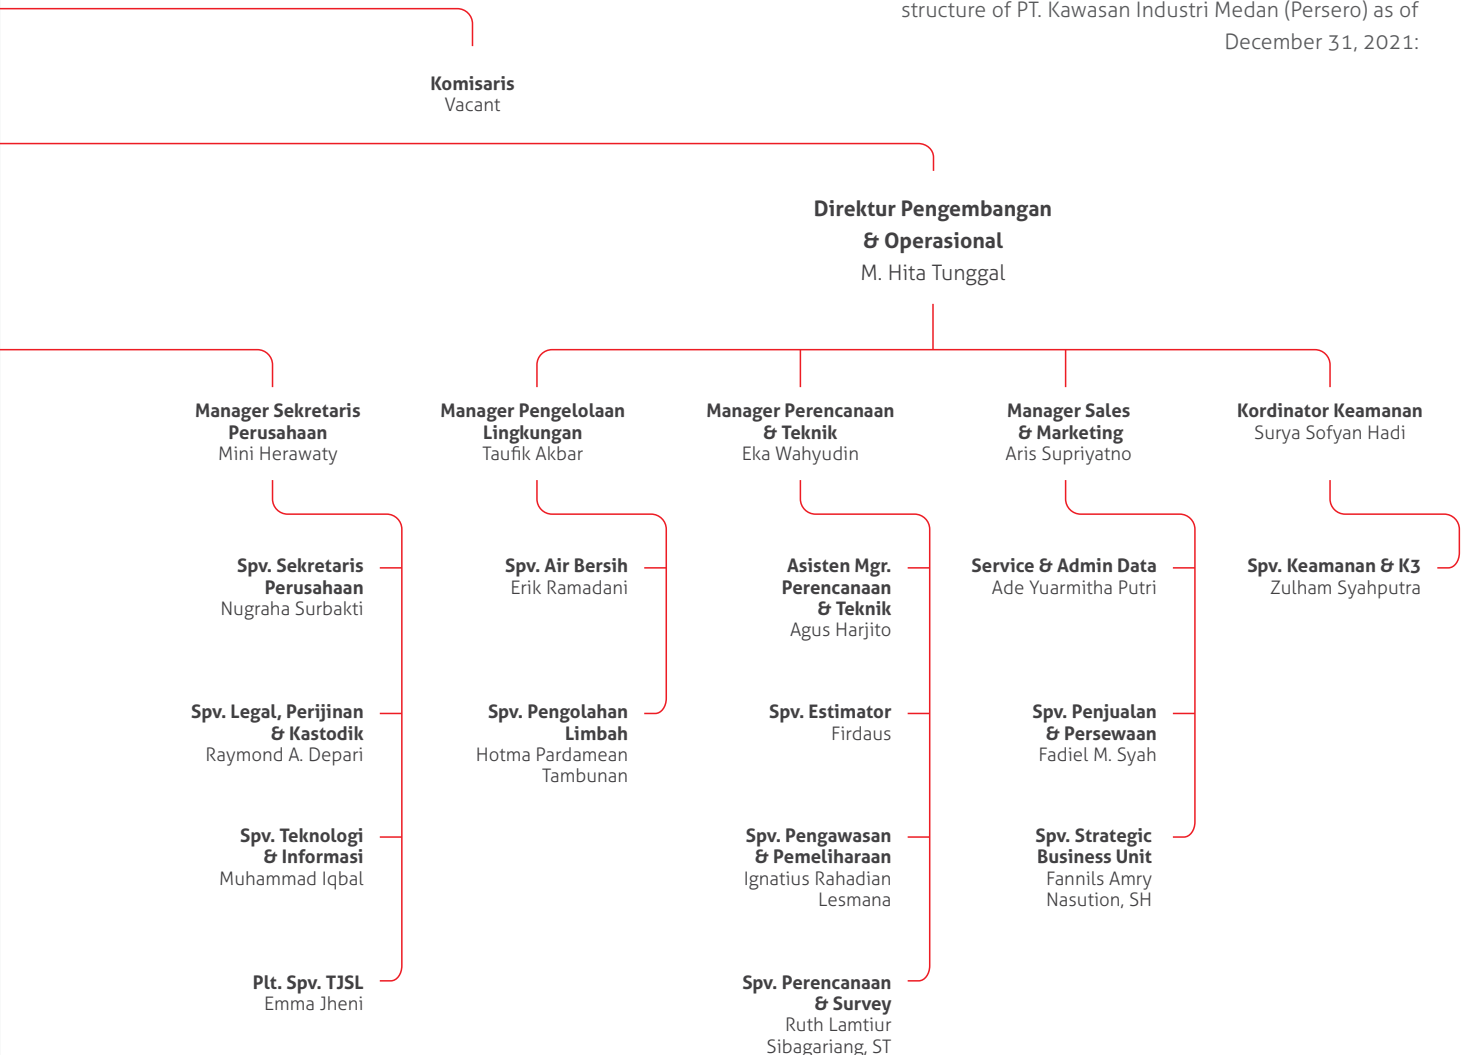 structure of PT. Kawasan Industri Medan (Persero) as of
December 31, 2021:
Komisaris
Vacant
Direktur Pengembangan
& Operasional
M. Hita Tunggal
Manager Sekretaris
Perusahaan
Mini Herawaty
Manager Pengelolaan
Lingkungan
Taufik Akbar
Manager Perencanaan
& Teknik
Eka Wahyudin
Manager Sales
& Marketing
Aris Supriyatno
Kordinator Keamanan
Surya Sofyan Hadi
Spv. Sekretaris
Perusahaan
Nugraha Surbakti
Spv. Air Bersih
Erik Ramadani
Asisten Mgr.
Perencanaan
& Teknik
Agus Harjito
Service & Admin Data
Ade Yuarmitha Putri
Spv. Keamanan & K3
Zulham Syahputra
Spv. Legal, Perijinan
& Kastodik
Raymond A. Depari
Spv. Pengolahan
Limbah
Hotma Pardamean
Tambunan
Spv. Estimator
Firdaus
Spv. Penjualan
& Persewaan
Fadiel M. Syah
Spv. Teknologi
& Informasi
Muhammad Iqbal
Spv. Pengawasan
& Pemeliharaan
Ignatius Rahadian
Lesmana
Spv. Strategic
Business Unit
Fannils Amry
Nasution, SH
Plt. Spv. TJSL
Emma Jheni
Spv. Perencanaan
& Survey
Ruth Lamtiur
Sibagariang, ST